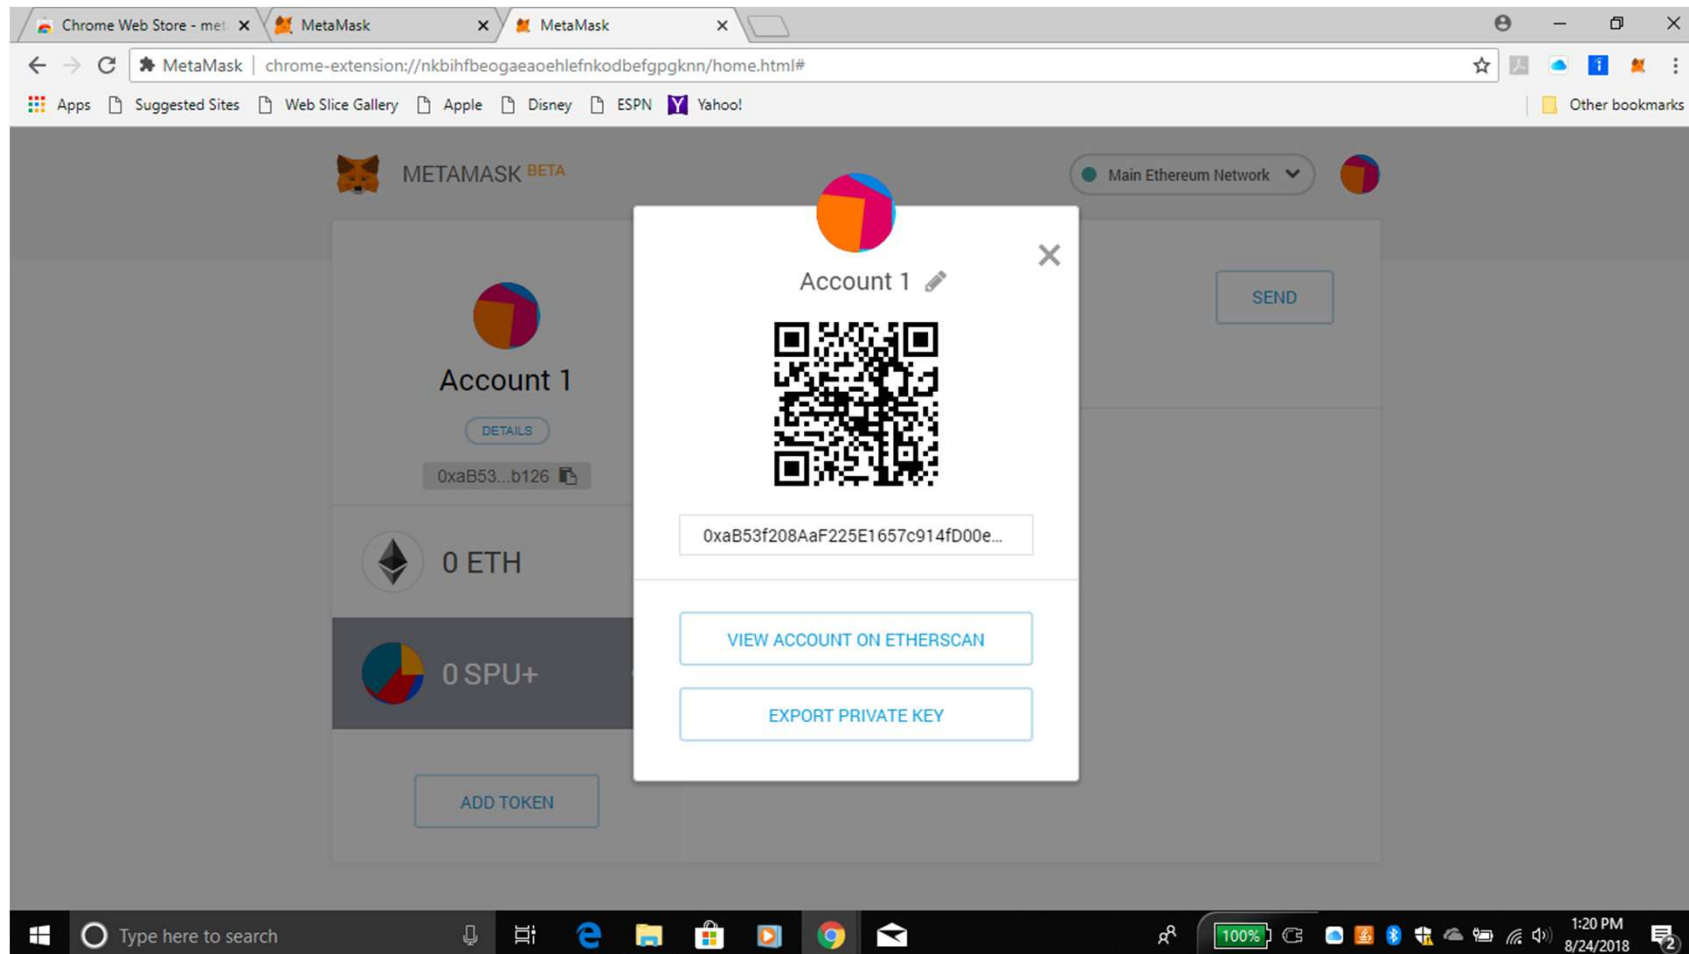 Chrome Web Store - met
MetaMask
MetaMask
MetaMask
chrome-extension://nkbihfbeogaeaoehlefnkodbefgpgknn/home.html#
Apps
Suggested Sites
Web Slice Gallery
Apple
Disney
ESPN
Yahoo!
Other bookmarks
METAMASK BETA
Main Ethereum Network
Account 1
DETAILS
0xaB53...b126
0 ETH
0 SPU+
ADD TOKEN
Account 1
0xaB53f208AaF225E1657c914fD00e...
VIEW ACCOUNT ON ETHERSCAN
EXPORT PRIVATE KEY
SEND
Type here to search
100%
1:20 PM
8/24/2018
2